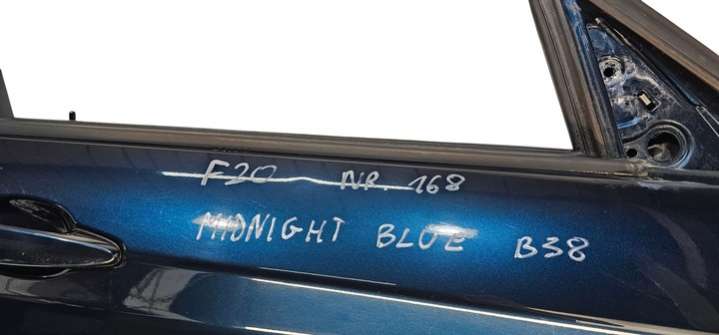 F20 NR. 168
MIDNIGHT BLUE B38